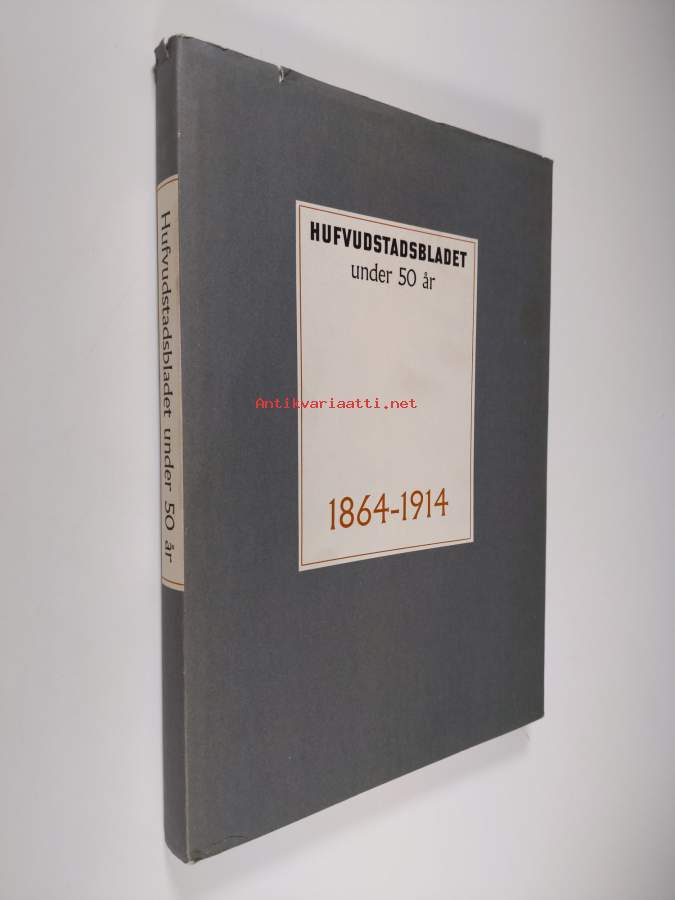 Hufvudstadsbladet under 50 år
HUFVUDSTADSBLADET
under 50 år
Antikvariaatti.net
1864-1914